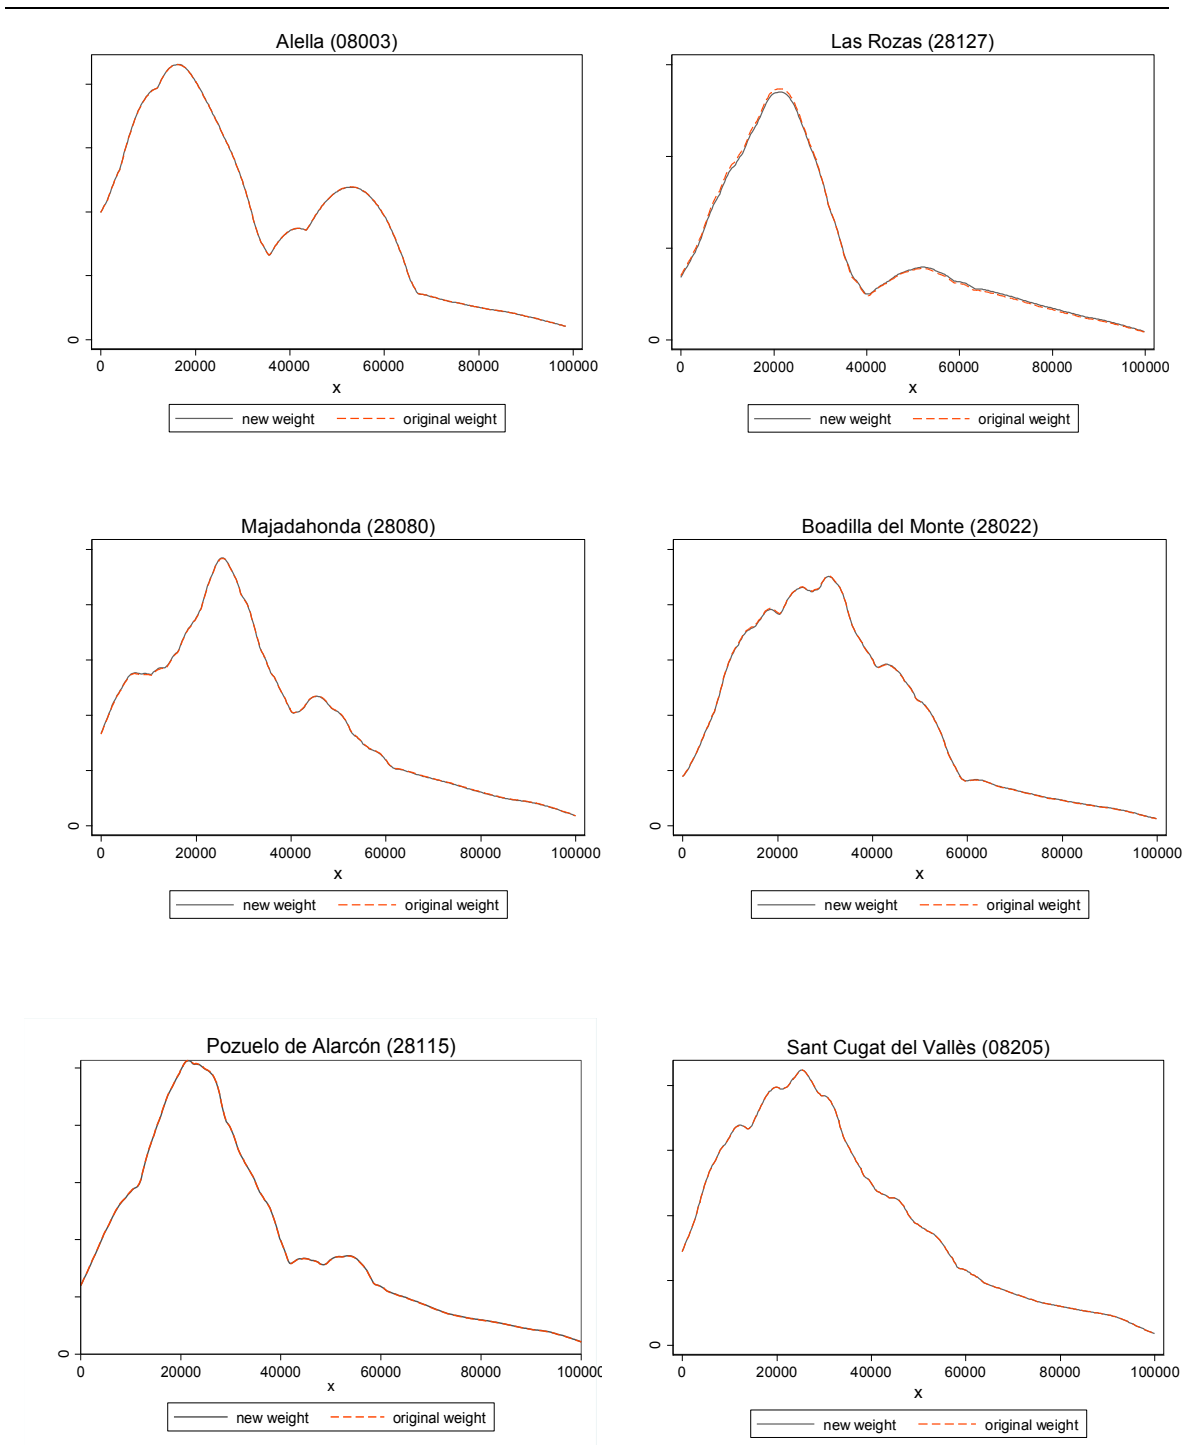 Alella (08003)
0
0 20000 40000 60000 80000 100000
x
new weight original weight
Las Rozas (28127)
0
0 20000 40000 60000 80000 100000
x
new weight original weight
Majadahonda (28080)
0
0 20000 40000 60000 80000 100000
x
new weight original weight
Boadilla del Monte (28022)
0
0 20000 40000 60000 80000 100000
x
new weight original weight
Pozuelo de Alarcón (28115)
0
0 20000 40000 60000 80000 100000
x
new weight original weight
Sant Cugat del Vallès (08205)
0
0 20000 40000 60000 80000 100000
x
new weight original weight